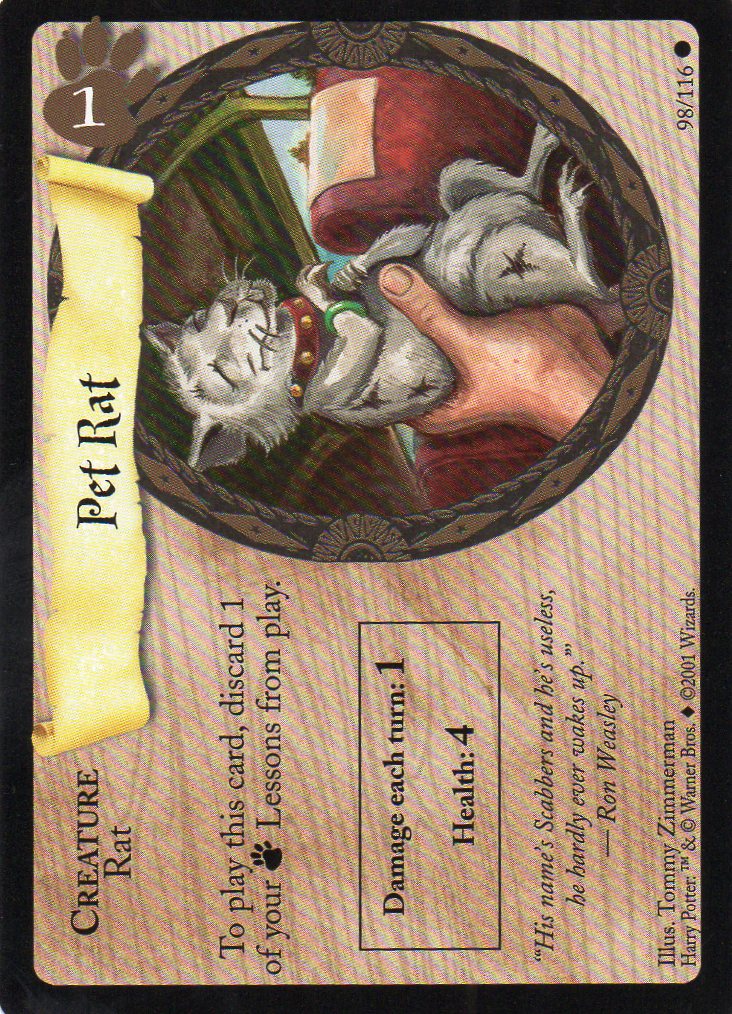 1
Pet Rat
CREATURE
Rat
To play this card, discard 1
of your Lessons from play.
Damage each turn: 1
Health: 4
“‘His name's Scabbers and he's useless,
he hardly ever wakes up.’”
— Ron Weasley
Illus. Tommy Zimmerman
Harry Potter: ™ & © Warner Bros. ◆ ©2001 Wizards.
98/116 ●